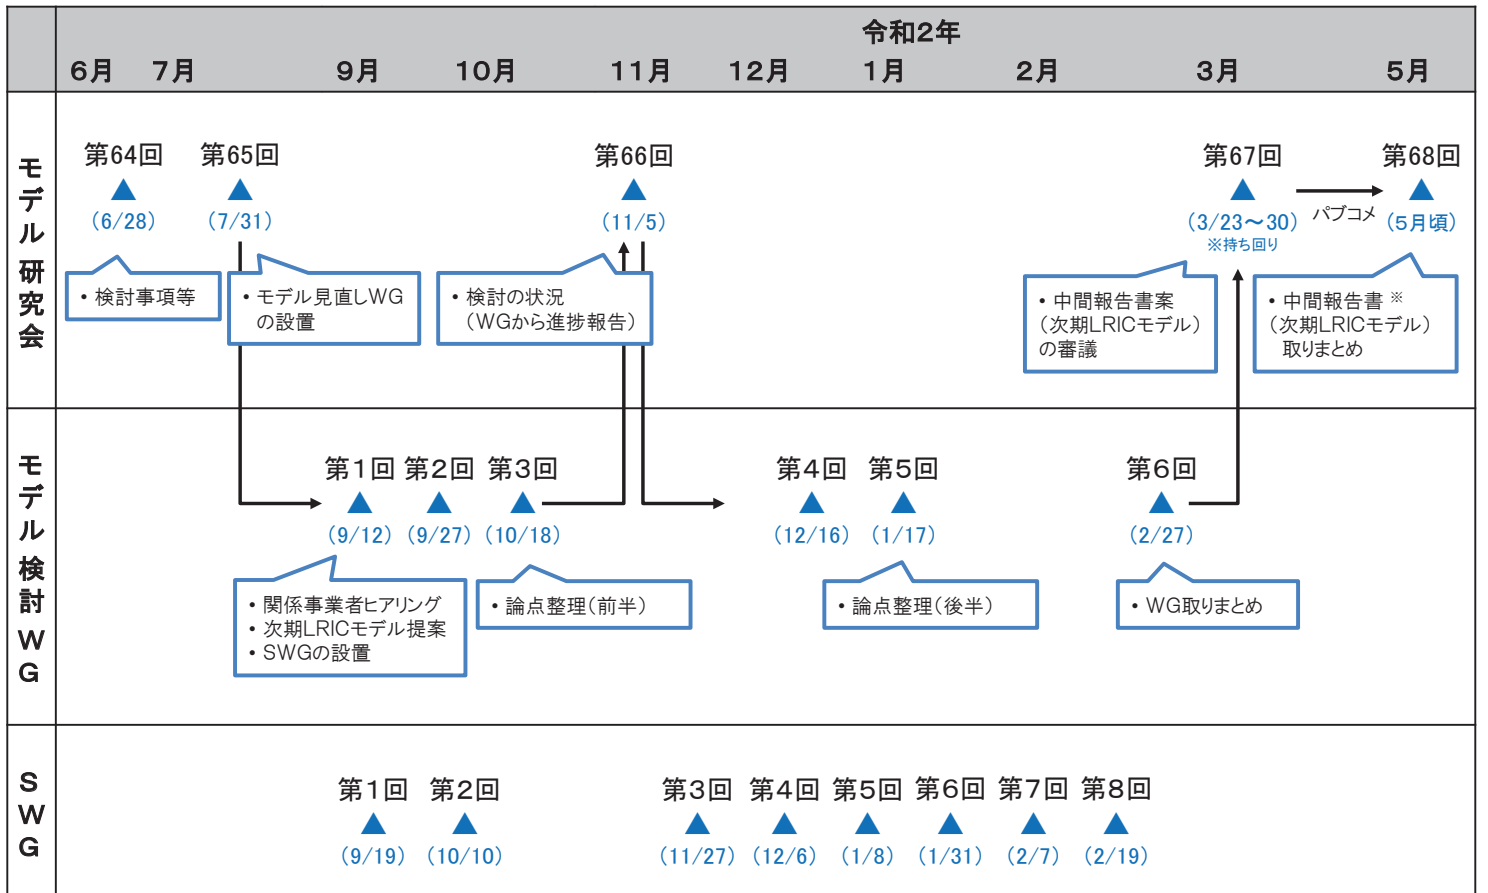 令和2年
6月 7月 9月 10月 11月 12月 1月 2月 3月 5月
モデル研究会
第64回 第65回 第66回 第67回 第68回
(6/28) (7/31) (11/5) (3/23～30) パブコメ (5月頃)
※持ち回り
・検討事項等
・モデル見直しWG
の設置
・検討の状況
(WGから進捗報告)
・中間報告書案
(次期LRICモデル)
の審議
・中間報告書※
(次期LRICモデル)
取りまとめ
モデル検討WG
第1回 第2回 第3回 第4回 第5回 第6回
(9/12) (9/27) (10/18) (12/16) (1/17) (2/27)
・関係事業者ヒアリング
・次期LRICモデル提案
・SWGの設置
・論点整理(前半)
・論点整理(後半)
・WG取りまとめ
SWG
第1回 第2回 第3回 第4回 第5回 第6回 第7回 第8回
(9/19) (10/10) (11/27) (12/6) (1/8) (1/31) (2/7) (2/19)